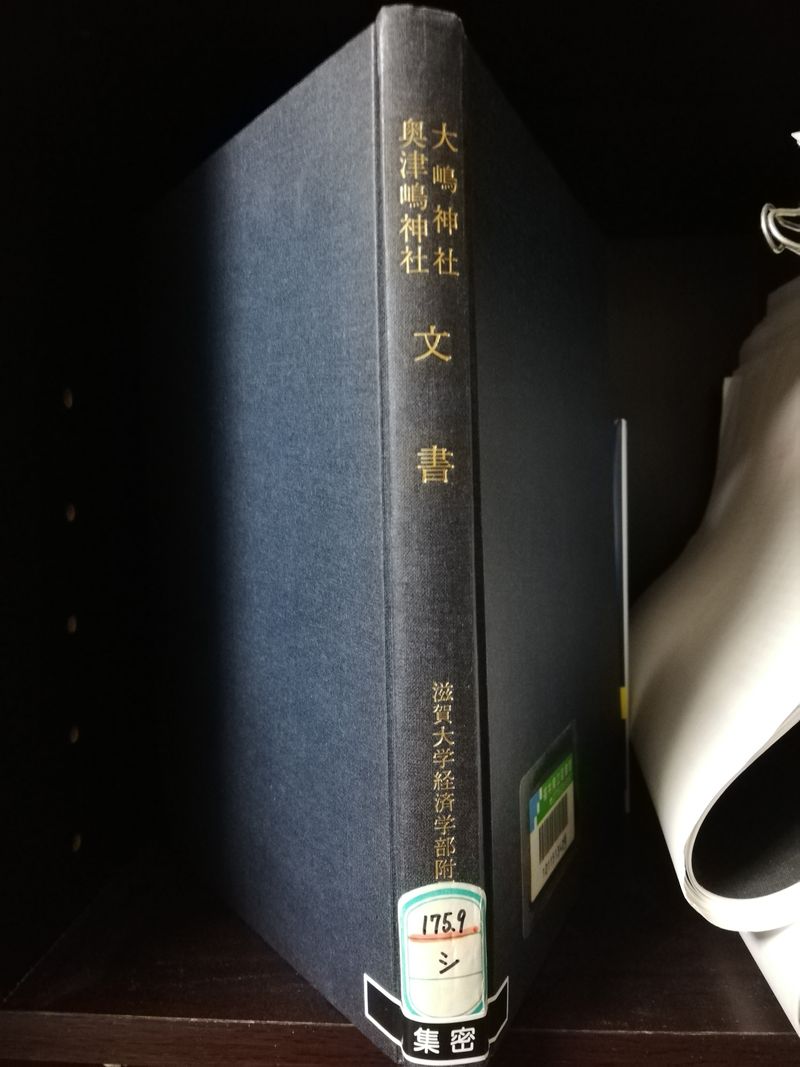 大嶋神社
奥津嶋神社
文書
滋賀大学経済学部附
175.9
シ
集密